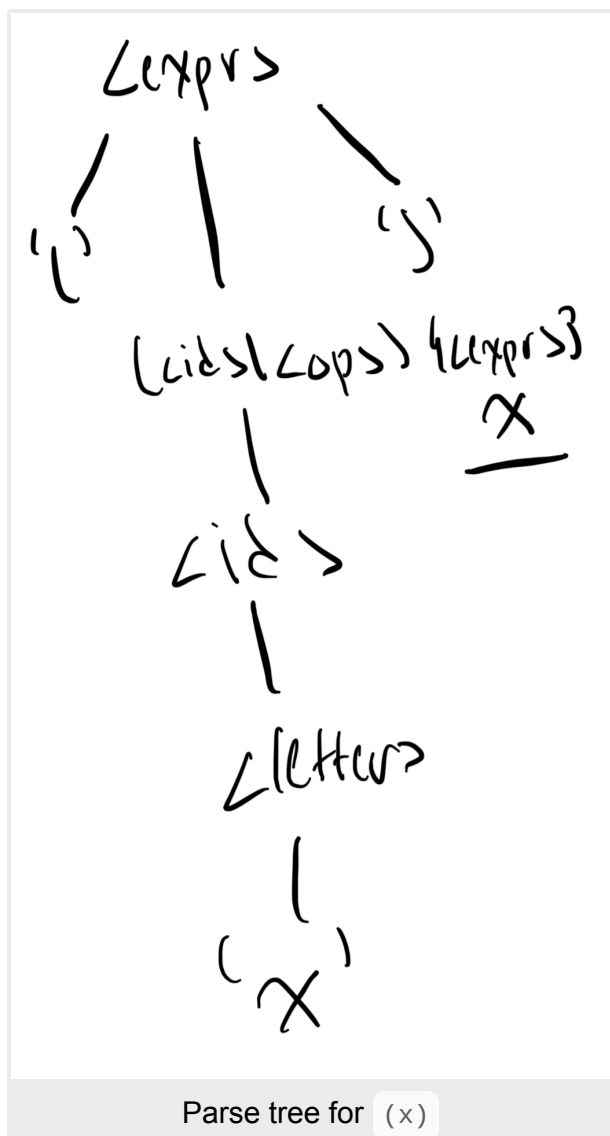 <expr>
'(' ')'
(<id>|<op>) {<expr>}
x
<id>
<letter>
'x'
Parse tree for (x)